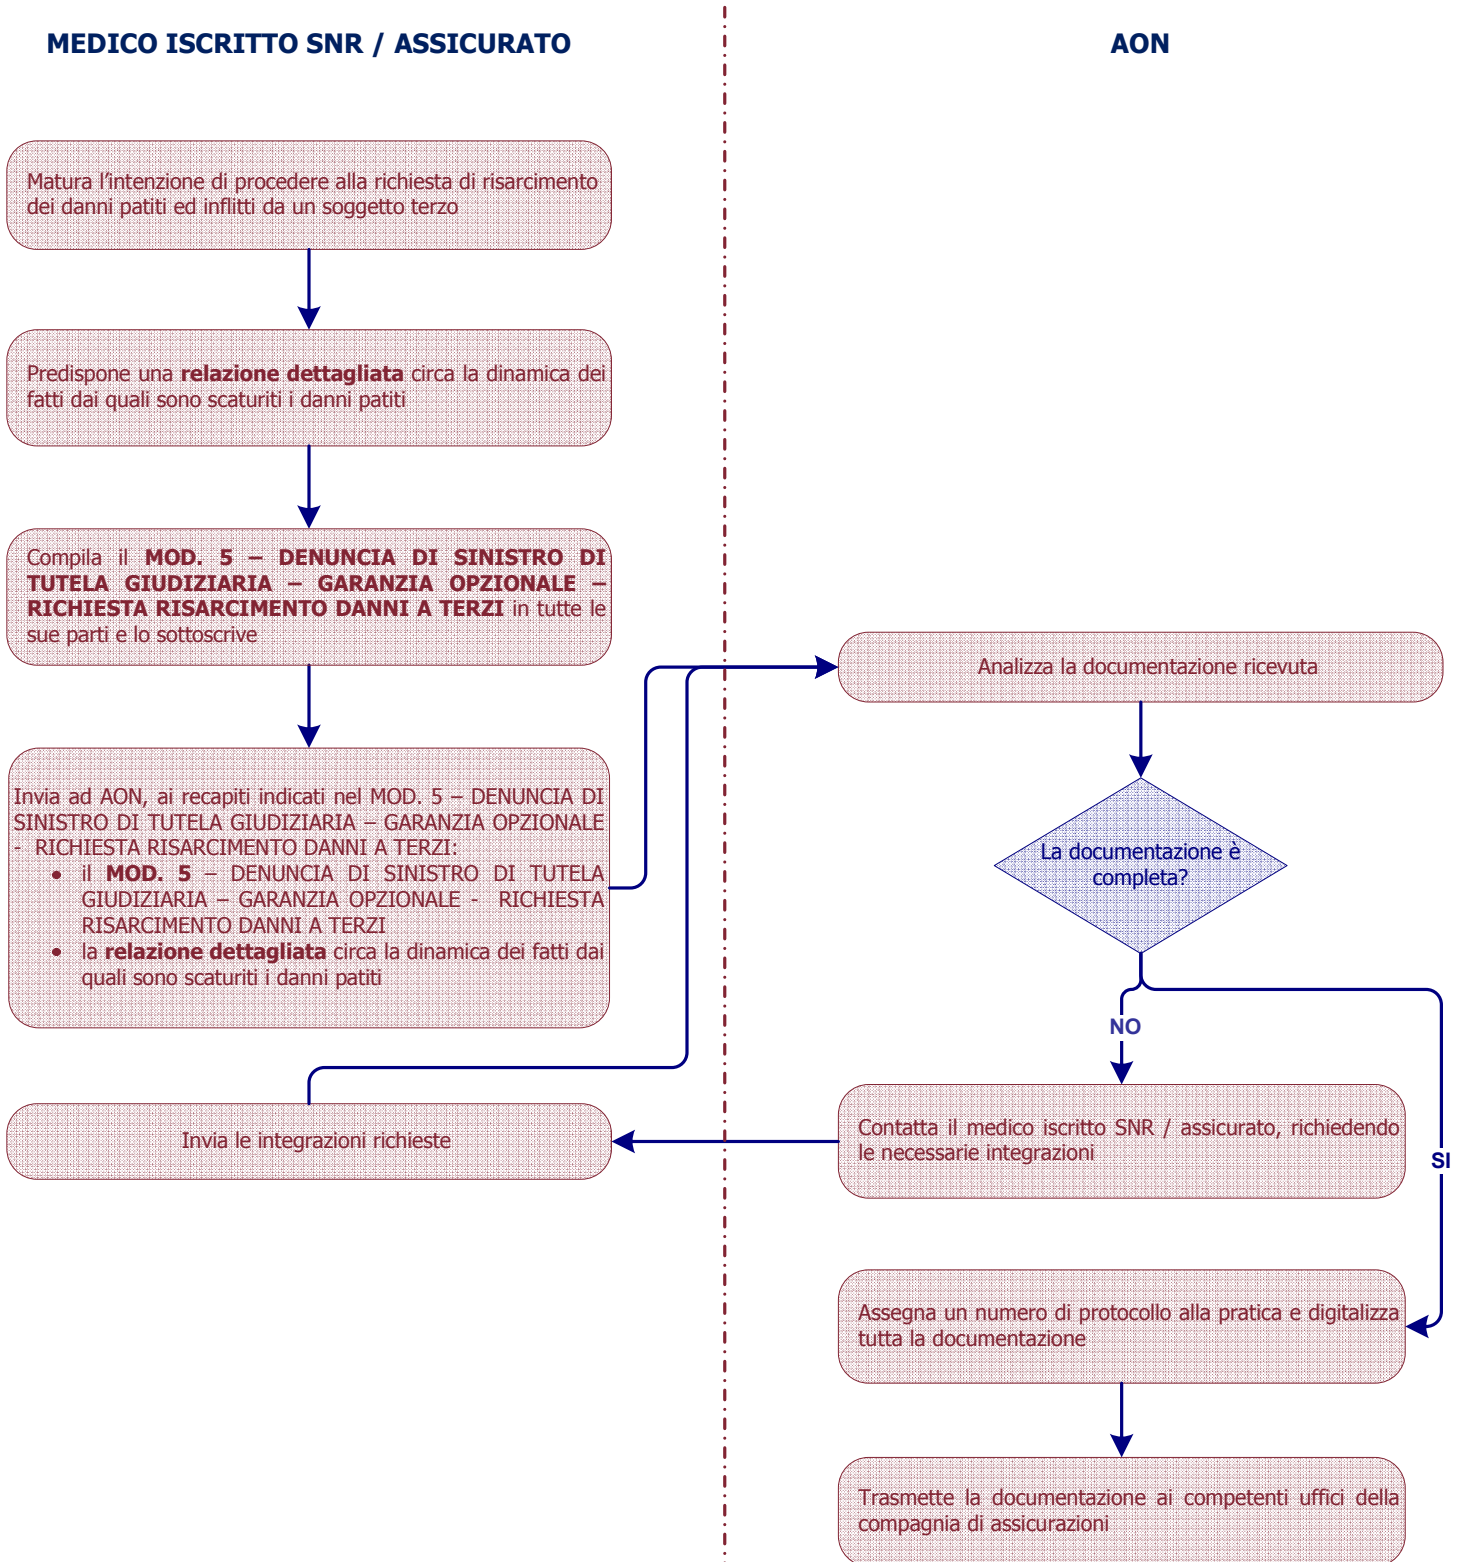 MEDICO ISCRITTO SNR / ASSICURATO
AON
Matura l'intenzione di procedere alla richiesta di risarcimento
dei danni patiti ed inflitti da un soggetto terzo
Predispone una relazione dettagliata circa la dinamica dei
fatti dai quali sono scaturiti i danni patiti
Compila il MOD. 5 – DENUNCIA DI SINISTRO DI
TUTELA GIUDIZIARIA – GARANZIA OPZIONALE –
RICHIESTA RISARCIMENTO DANNI A TERZI in tutte le
sue parti e lo sottoscrive
Invia ad AON, ai recapiti indicati nel MOD. 5 – DENUNCIA DI
SINISTRO DI TUTELA GIUDIZIARIA – GARANZIA OPZIONALE
- RICHIESTA RISARCIMENTO DANNI A TERZI:
• il MOD. 5 – DENUNCIA DI SINISTRO DI TUTELA
GIUDIZIARIA – GARANZIA OPZIONALE - RICHIESTA
RISARCIMENTO DANNI A TERZI
• la relazione dettagliata circa la dinamica dei fatti dai
quali sono scaturiti i danni patiti
Analizza la documentazione ricevuta
La documentazione è
completa?
NO
SI
Contatta il medico iscritto SNR / assicurato, richiedendo
le necessarie integrazioni
Invia le integrazioni richieste
Assegna un numero di protocollo alla pratica e digitalizza
tutta la documentazione
Trasmette la documentazione ai competenti uffici della
compagnia di assicurazioni